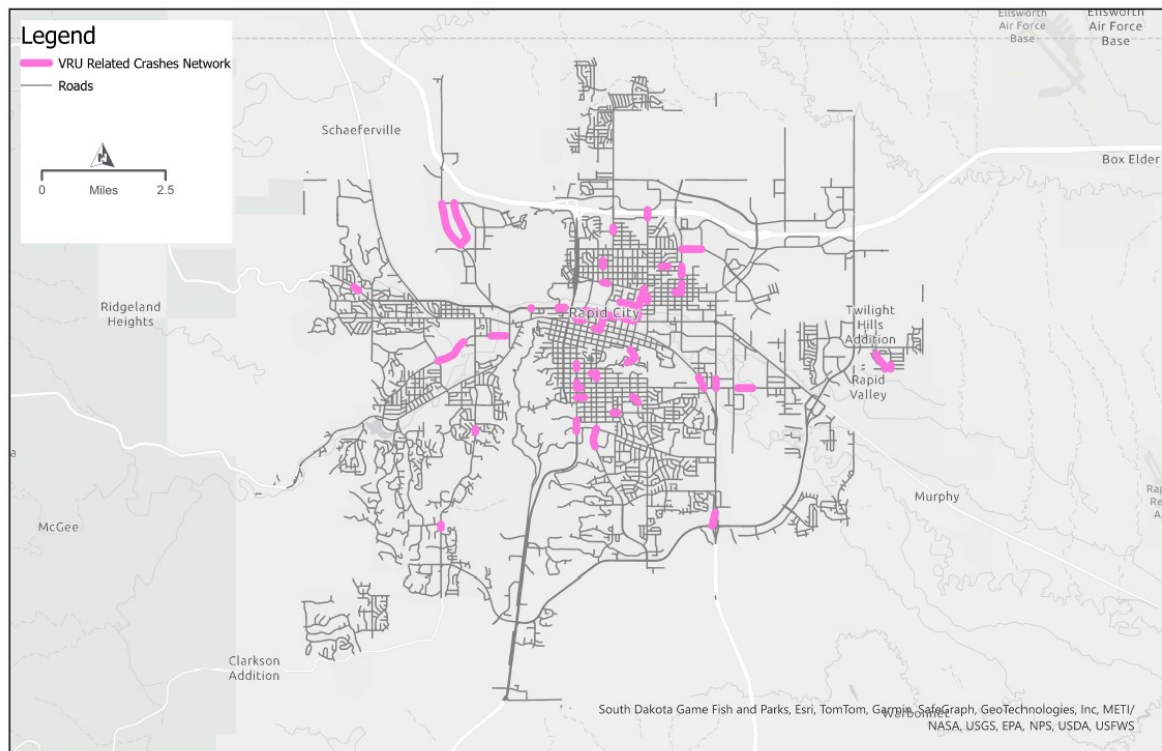 Legend
VRU Related Crashes Network
Roads
0 Miles 2.5
Ellsworth
Air Force
Base
Ellsworth
Air Force
Base
Schaeferville
Box Elder
Ridgeland
Heights
Rapid City
Twilight
Hills
Addition
Rapid
Valley
a
Murphy
McGee
Clarkson
Addition
South Dakota Game Fish and Parks, Esri, TomTom, Garmin, SafeGraph, GeoTechnologies, Inc, METI/
NASA, USGS, EPA, NPS, USDA, USFWS